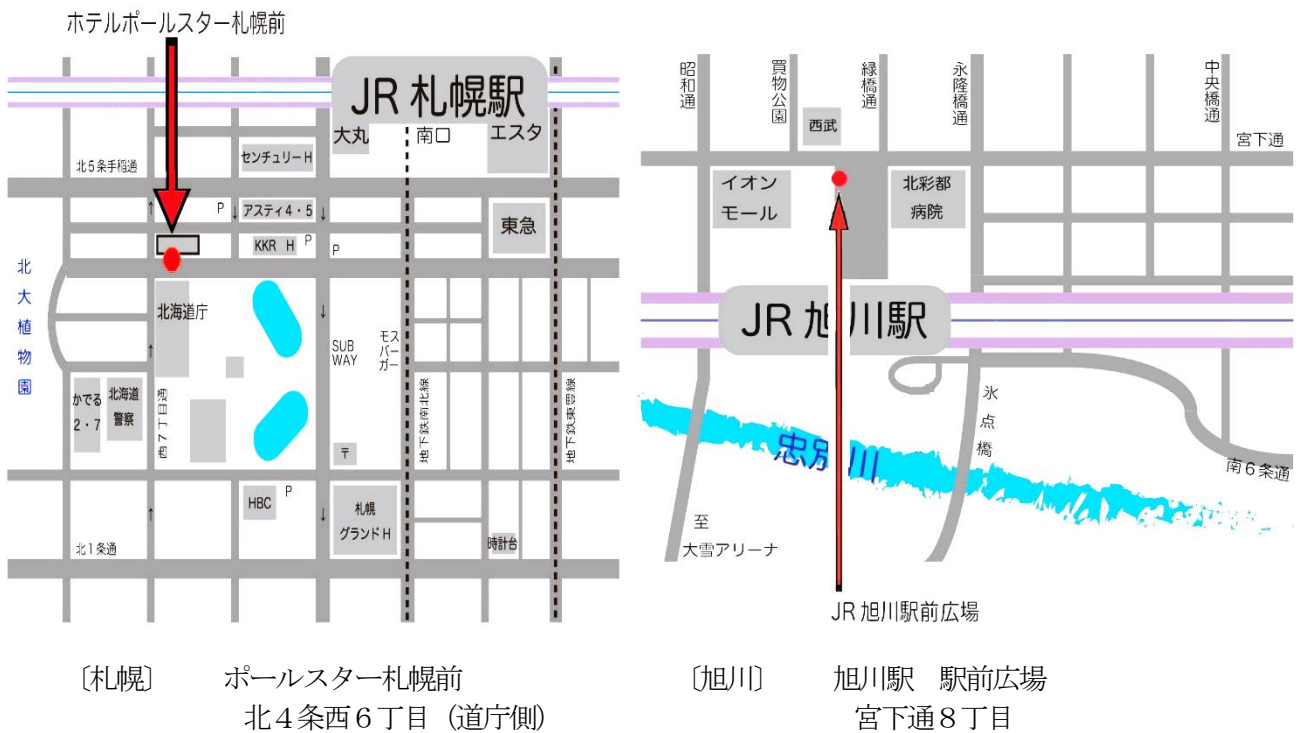 ホテルポールスター札幌前
JR 札幌駅
大丸
南口
エスタ
センチュリーH
北5条手稲通
P
アスティ4・5
東急
KKR H
P
P
北大植物園
北海道庁
SUB
WAY
モスバーガー
かでる
2・7
北海道
警察
西7丁目通
地下鉄南北線
地下鉄東豊線
〒
HBC
P
札幌
グランドH
時計台
北1条通
〔札幌〕 ポールスター札幌前
北4条西6丁目（道庁側）
昭和通
買物公園
緑橋通
永隆橋通
中央橋通
西武
宮下通
イオン
モール
北彩都
病院
JR 旭川駅
氷点橋
忠別川
南6条通
至
大雪アリーナ
JR 旭川駅前広場
〔旭川〕 旭川駅 駅前広場
宮下通8丁目